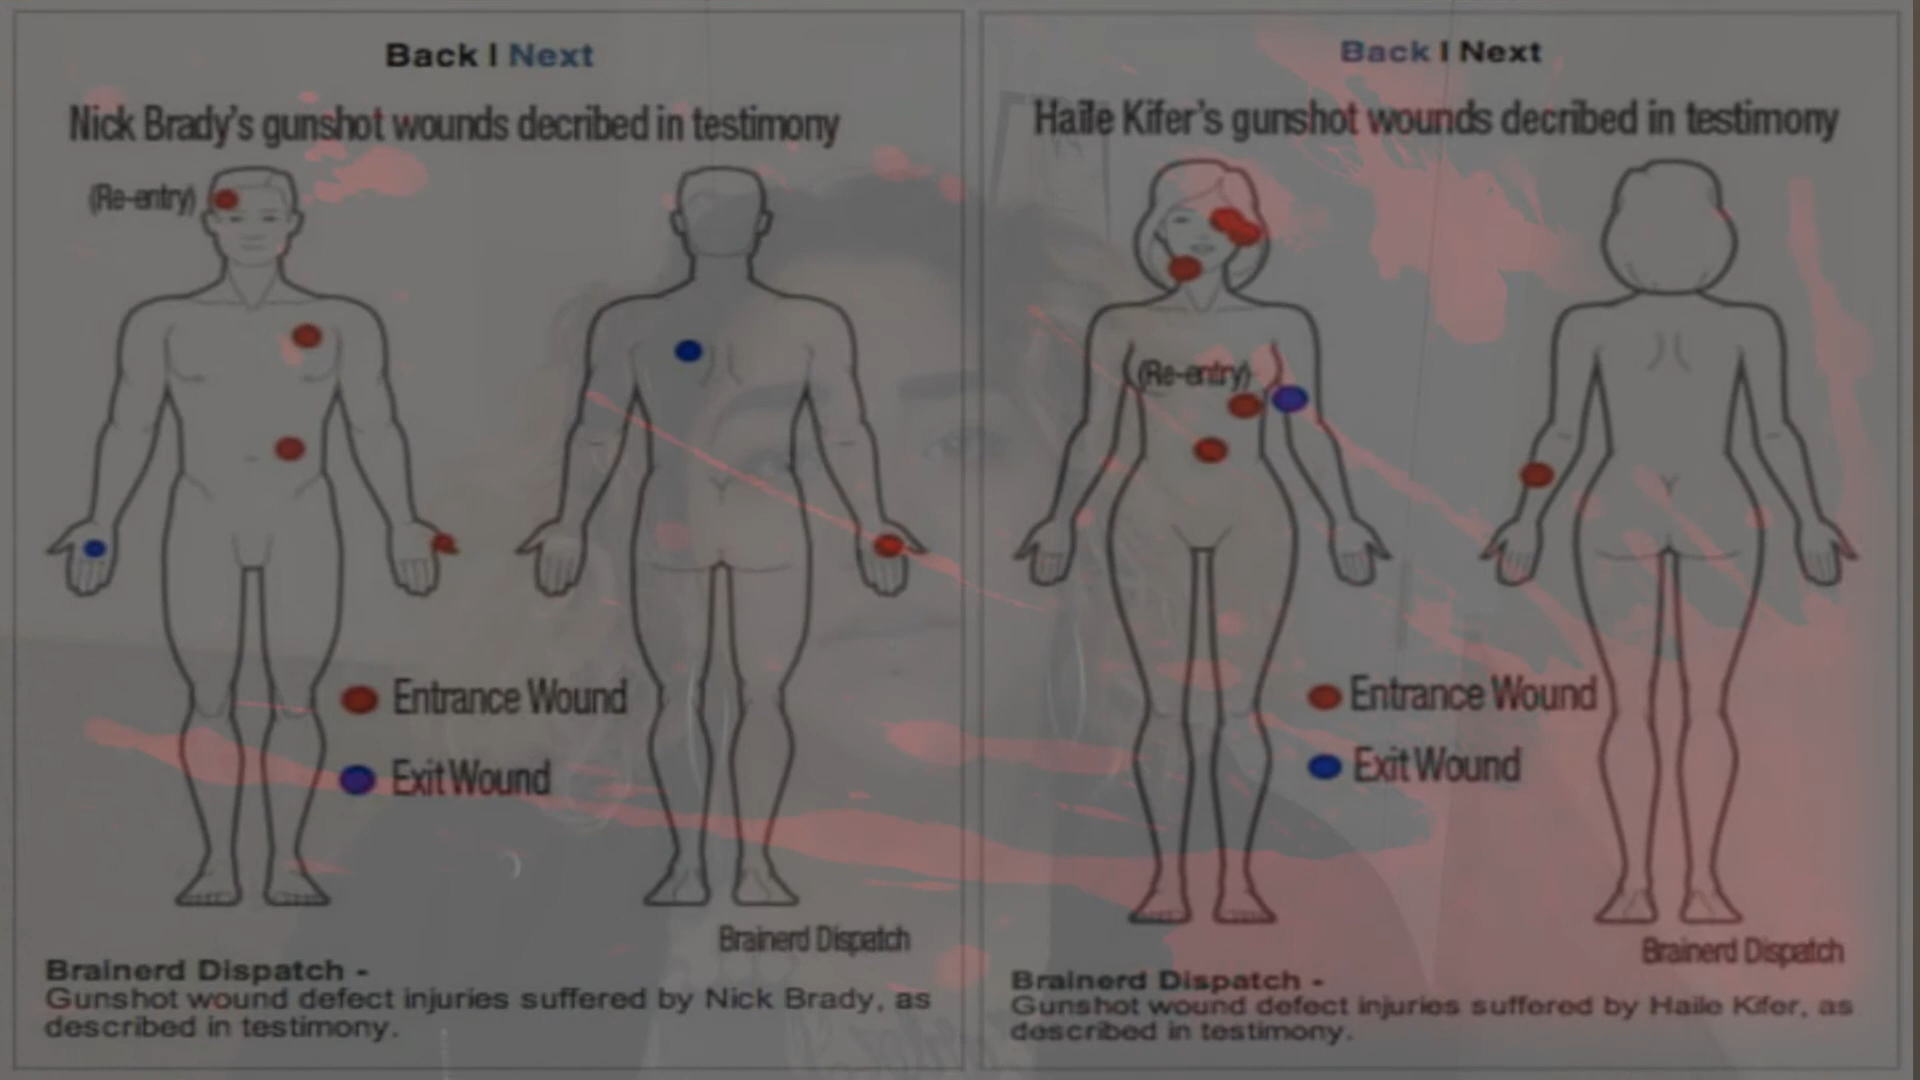 Back | Next
Nick Brady's gunshot wounds decribed in testimony
(Re-entry)
Entrance Wound
Exit Wound
Brainerd Dispatch
Brainerd Dispatch -
Gunshot wound defect injuries suffered by Nick Brady, as
described in testimony.
Back | Next
Haile Kifer's gunshot wounds decribed in testimony
(Re-entry)
Entrance Wound
Exit Wound
Brainerd Dispatch
Brainerd Dispatch -
Gunshot wound defect injuries suffered by Haile Kifer, as
described in testimony.